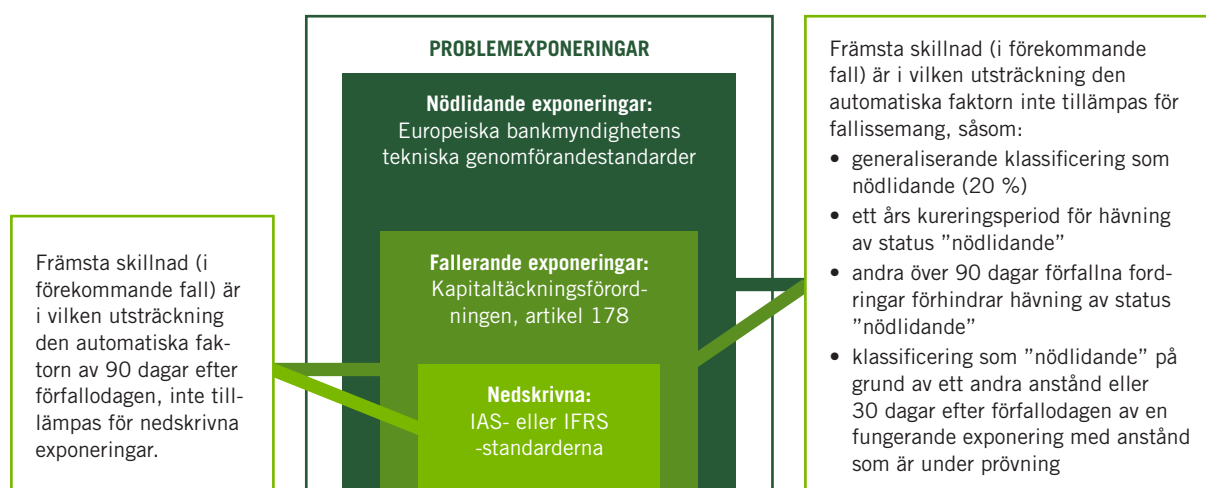 PROBLEMEXPONERINGAR
Nödlidande exponeringar:
Europeiska bankmyndighetens
tekniska genomförandestandarder
Fallerande exponeringar:
Kapitaltäckningsförord-
ningen, artikel 178
Nedskrivna:
IAS- eller IFRS
-standarderna
Främsta skillnad (i
förekommande fall) är
i vilken utsträckning
den automatiska fak-
torn av 90 dagar efter
förfallodagen, inte till-
lämpas för nedskrivna
exponeringar.
Främsta skillnad (i förekommande
fall) är i vilken utsträckning den
automatiska faktorn inte tillämpas för
fallissemang, såsom:
• generaliserande klassificering som
nödlidande (20 %)
• ett års kureringsperiod för hävning
av status ”nödlidande”
• andra över 90 dagar förfallna ford-
ringar förhindrar hävning av status
”nödlidande”
• klassificering som ”nödlidande” på
grund av ett andra anstånd eller
30 dagar efter förfallodagen av en
fungerande exponering med anstånd
som är under prövning